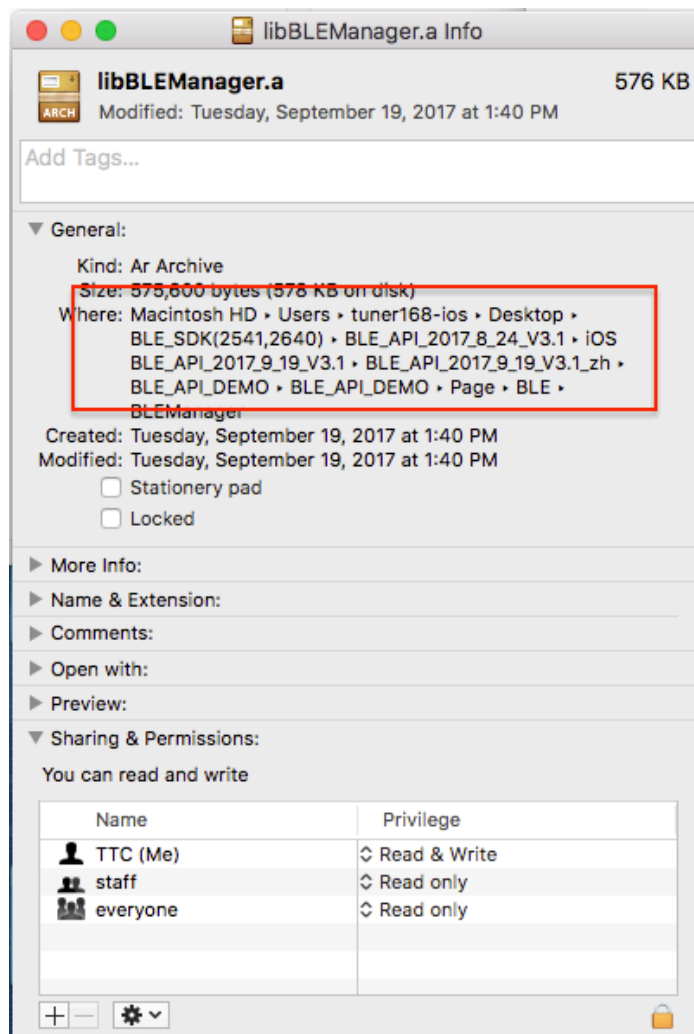 libBLEManager.a Info
libBLEManager.a 576 KB
ARCH
Modified: Tuesday, September 19, 2017 at 1:40 PM
Add Tags...
General:
Kind: Ar Archive
Size: 575,600 bytes (578 KB on disk)
Where: Macintosh HD ▸ Users ▸ tuner168-ios ▸ Desktop ▸
BLE_SDK(2541,2640) ▸ BLE_API_2017_8_24_V3.1 ▸ iOS
BLE_API_2017_9_19_V3.1 ▸ BLE_API_2017_9_19_V3.1_zh ▸
BLE_API_DEMO ▸ BLE_API_DEMO ▸ Page ▸ BLE ▸
BLEManager
Created: Tuesday, September 19, 2017 at 1:40 PM
Modified: Tuesday, September 19, 2017 at 1:40 PM
Stationery pad
Locked
More Info:
Name & Extension:
Comments:
Open with:
Preview:
Sharing & Permissions:
You can read and write
Name Privilege
TTC (Me) Read & Write
staff Read only
everyone Read only